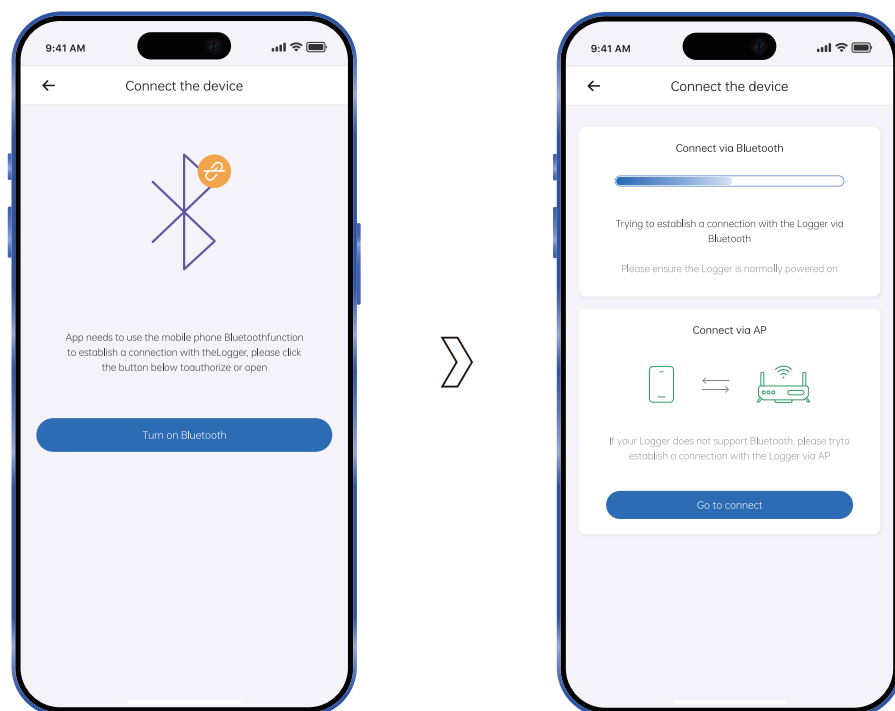 9:41 AM
Connect the device
App needs to use the mobile phone Bluetoothfunction
to establish a connection with theLogger, please click
the button below toauthorize or open
Turn on Bluetooth
9:41 AM
Connect the device
Connect via Bluetooth
Trying to establish a connection with the Logger via
Bluetooth
Please ensure the Logger is normally powered on
Connect via AP
If your Logger does not support Bluetooth, please tryto
establish a connection with the Logger via AP
Go to connect